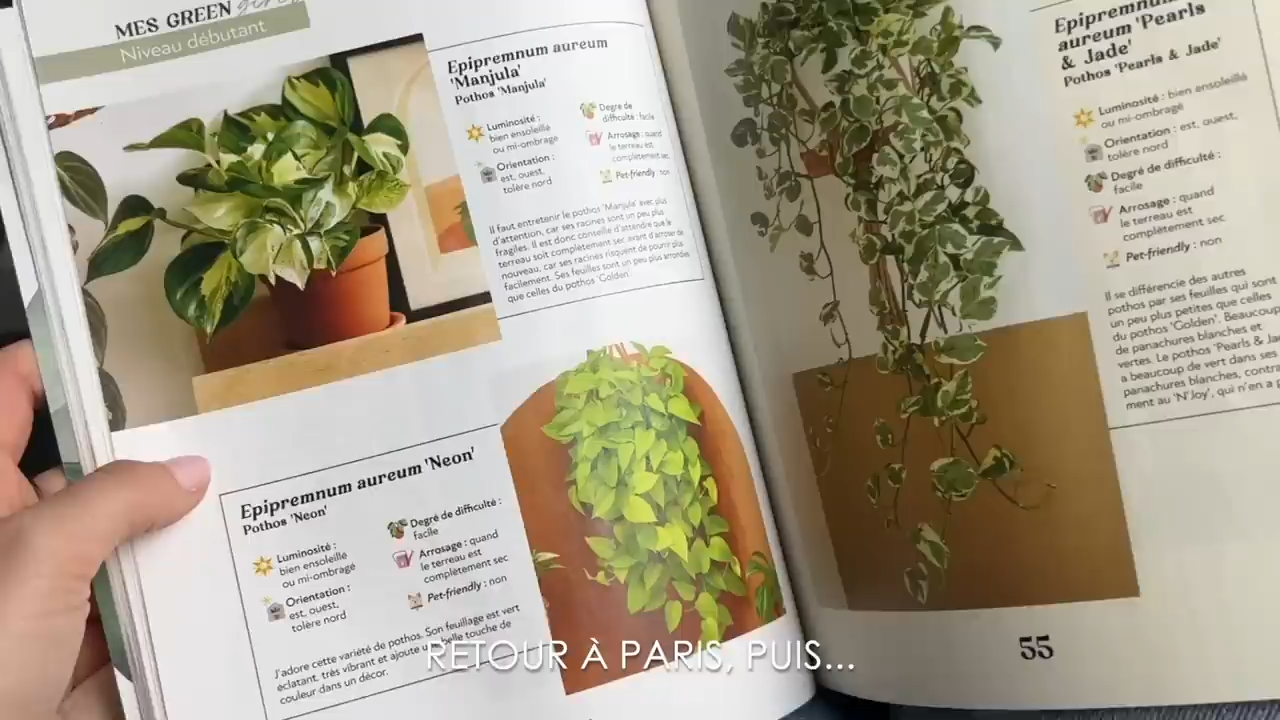 MES GREEN
Niveau débutant
Epipremnum aureum
'Manjula'
Pothos 'Manjula'
Luminosité :
bien ensoleillé
ou mi-ombragé
Orientation :
est, ouest,
tolère nord
Degré de
difficulté : facile
Arrosage : quand
le terreau est
complètement sec
Pet-friendly : non
Il faut entretenir le pothos 'Manjula' avec plus
d'attention, car ses racines sont un peu plus
fragiles. Il est donc conseillé d'attendre que le
terreau soit complètement sec avant d'arroser de
nouveau, car ses racines risquent de pourrir plus
facilement. Ses feuilles sont un peu plus arrondies
que celles du pothos 'Golden'.
Epipremnum aureum 'Neon'
Pothos 'Neon'
Luminosité :
bien ensoleillé
ou mi-ombragé
Orientation :
est, ouest,
tolère nord
Degré de difficulté :
facile
Arrosage : quand
le terreau est
complètement sec
Pet-friendly : non
J'adore cette variété de pothos. Son feuillage est vert
éclatant, très vibrant et ajoute une belle touche de
couleur dans un décor.
Epipremnum
aureum 'Pearls
& Jade'
Pothos 'Pearls & Jade'
Luminosité : bien ensoleillé
ou mi-ombragé
Orientation : est, ouest,
tolère nord
Degré de difficulté :
facile
Arrosage : quand
le terreau est
complètement sec
Pet-friendly : non
Il se différencie des autres
pothos par ses feuilles qui sont
un peu plus petites que celles
du pothos 'Golden'. Beaucoup
de panachures blanches et
vertes. Le pothos 'Pearls & Jade'
a beaucoup de vert dans ses
panachures blanches, contraire-
ment au 'N'Joy', qui n'en a
55
RETOUR À PARIS, PUIS...